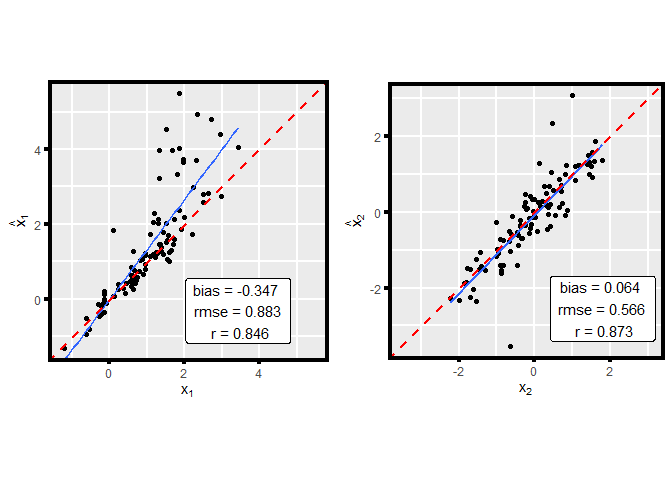 x̂₁
4
2
0
bias = -0.347
rmse = 0.883
r = 0.846
0 2 4
x₁
x̂₂
2
0
-2
bias = 0.064
rmse = 0.566
r = 0.873
-2 0 2
x₂